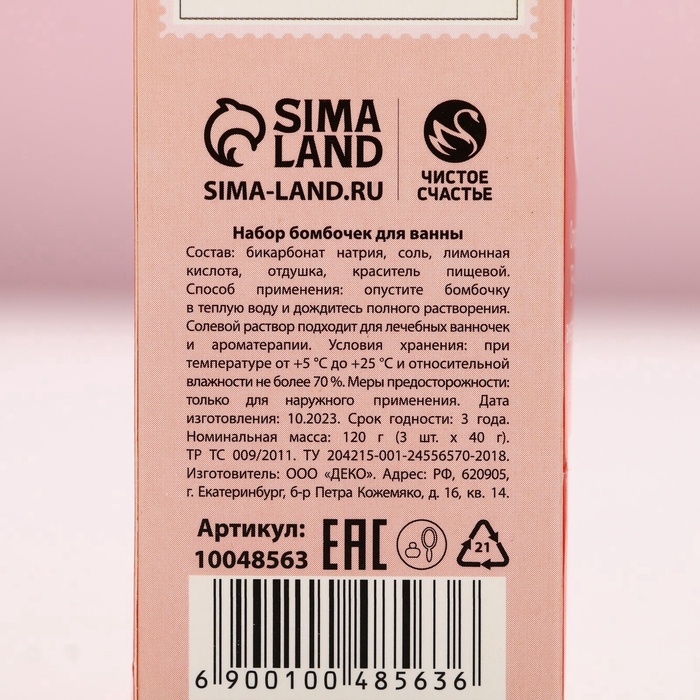 SIMA
LAND
SIMA-LAND.RU
ЧИСТОЕ
СЧАСТЬЕ
Набор бомбочек для ванны
Состав: бикарбонат натрия, соль, лимонная
кислота, отдушка, краситель пищевой.
Способ применения: опустите бомбочку
в теплую воду и дождитесь полного растворения.
Солевой раствор подходит для лечебных ванночек
и ароматерапии. Условия хранения: при
температуре от +5 °С до +25 °С и относительной
влажности не более 70 %. Меры предосторожности:
только для наружного применения. Дата
изготовления: 10.2023. Срок годности: 3 года.
Номинальная масса: 120 г (3 шт. х 40 г).
ТР ТС 009/2011. ТУ 204215-001-24556570-2018.
Изготовитель: ООО «ДЕКО». Адрес: РФ, 620905,
г. Екатеринбург, б-р Петра Кожемяко, д. 16, кв. 14.
Артикул:
10048563
EAC
21
6 900100 485636